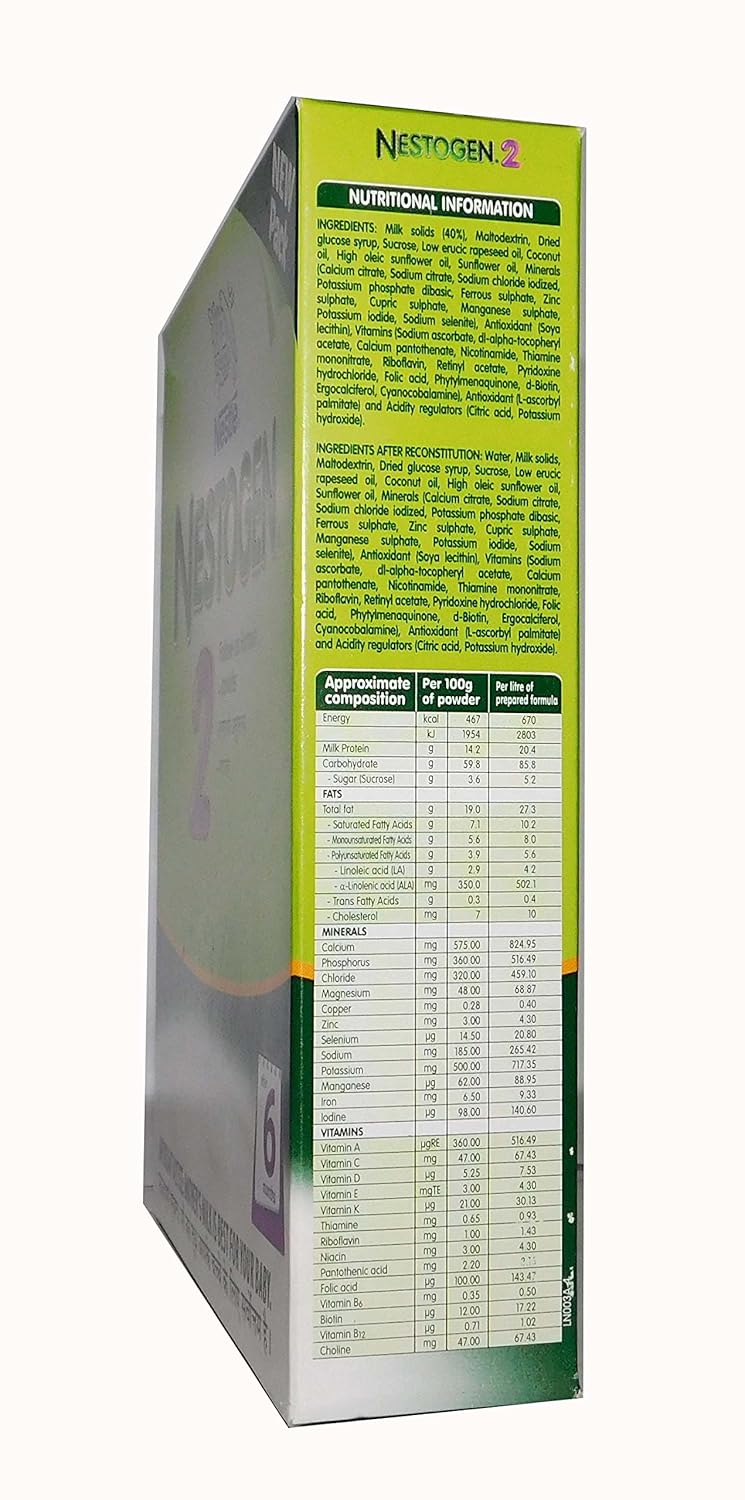 NESTOGEN. 2
NUTRITIONAL INFORMATION
INGREDIENTS: Milk solids (40%), Maltodextrin, Dried
glucose syrup, Sucrose, Low erucic rapeseed oil, Coconut
oil, High oleic sunflower oil, Sunflower oil, Minerals
(Calcium citrate, Sodium citrate, Sodium chloride iodized,
Potassium phosphate dibasic, Ferrous sulphate, Zinc
sulphate, Cupric sulphate, Manganese sulphate,
Potassium iodide, Sodium selenite), Antioxidant (Soya
lecithin), Vitamins (Sodium ascorbate, dl-alpha-tocopheryl
acetate, Calcium pantothenate, Nicotinamide, Thiamine
mononitrate, Riboflavin, Retinyl acetate, Pyridoxine
hydrochloride, Folic acid, Phytylmenaquinone, d-Biotin,
Ergocalciferol, Cyanocobalamine), Antioxidant (L-ascorbyl
palmitate) and Acidity regulators (Citric acid, Potassium
hydroxide).
INGREDIENTS AFTER RECONSTITUTION: Water, Milk solids,
Maltodextrin, Dried glucose syrup, Sucrose, Low erucic
rapeseed oil, Coconut oil, High oleic sunflower oil,
Sunflower oil, Minerals (Calcium citrate, Sodium citrate,
Sodium chloride iodized, Potassium phosphate dibasic,
Ferrous sulphate, Zinc sulphate, Cupric sulphate,
Manganese sulphate, Potassium iodide, Sodium
selenite), Antioxidant (Soya lecithin), Vitamins (Sodium
ascorbate, dl-alpha-tocopheryl acetate, Calcium
pantothenate, Nicotinamide, Thiamine mononitrate,
Riboflavin, Retinyl acetate, Pyridoxine hydrochloride, Folic
acid, Phytylmenaquinone, d-Biotin, Ergocalciferol,
Cyanocobalamine), Antioxidant (L-ascorbyl palmitate)
and Acidity regulators (Citric acid, Potassium hydroxide).
Approximate composition Per 100g of powder Per litre of prepared formula
Energy kcal 467 670
kJ 1954 2803
Milk Protein g 14.2 20.4
Carbohydrate g 59.8 85.8
- Sugar (Sucrose) g 3.6 5.2
FATS
Total fat g 19.0 27.3
- Saturated Fatty Acids g 7.1 10.2
- Monounsaturated Fatty Acids g 5.6 8.0
- Polyunsaturated Fatty Acids g 3.9 5.6
- Linoleic acid (LA) g 2.9 4.2
- α-Linolenic acid (ALA) mg 350.0 502.1
- Trans Fatty Acids g 0.3 0.4
- Cholesterol mg 7 10
MINERALS
Calcium mg 575.00 824.95
Phosphorus mg 360.00 516.49
Chloride mg 320.00 459.10
Magnesium mg 48.00 68.87
Copper mg 0.28 0.40
Zinc mg 3.00 4.30
Selenium µg 14.50 20.80
Sodium mg 185.00 265.42
Potassium mg 500.00 717.35
Manganese µg 62.00 88.95
Iron mg 6.50 9.33
Iodine µg 98.00 140.60
VITAMINS
Vitamin A µgRE 360.00 516.49
Vitamin C mg 47.00 67.43
Vitamin D µg 5.25 7.53
Vitamin E mgTE 3.00 4.30
Vitamin K µg 21.00 30.13
Thiamine mg 0.65 0.93
Riboflavin mg 1.00 1.43
Niacin mg 3.00 4.30
Pantothenic acid mg 2.20
Folic acid µg 100.00 143.47
Vitamin B6 mg 0.35 0.50
Biotin µg 12.00 17.22
Vitamin B12 µg 0.71 1.02
Choline mg 47.00 67.43
NEW
Pack
Nestlé
NESTOGEN
2
6
months
MILK IS BEST FOR YOUR BABY.